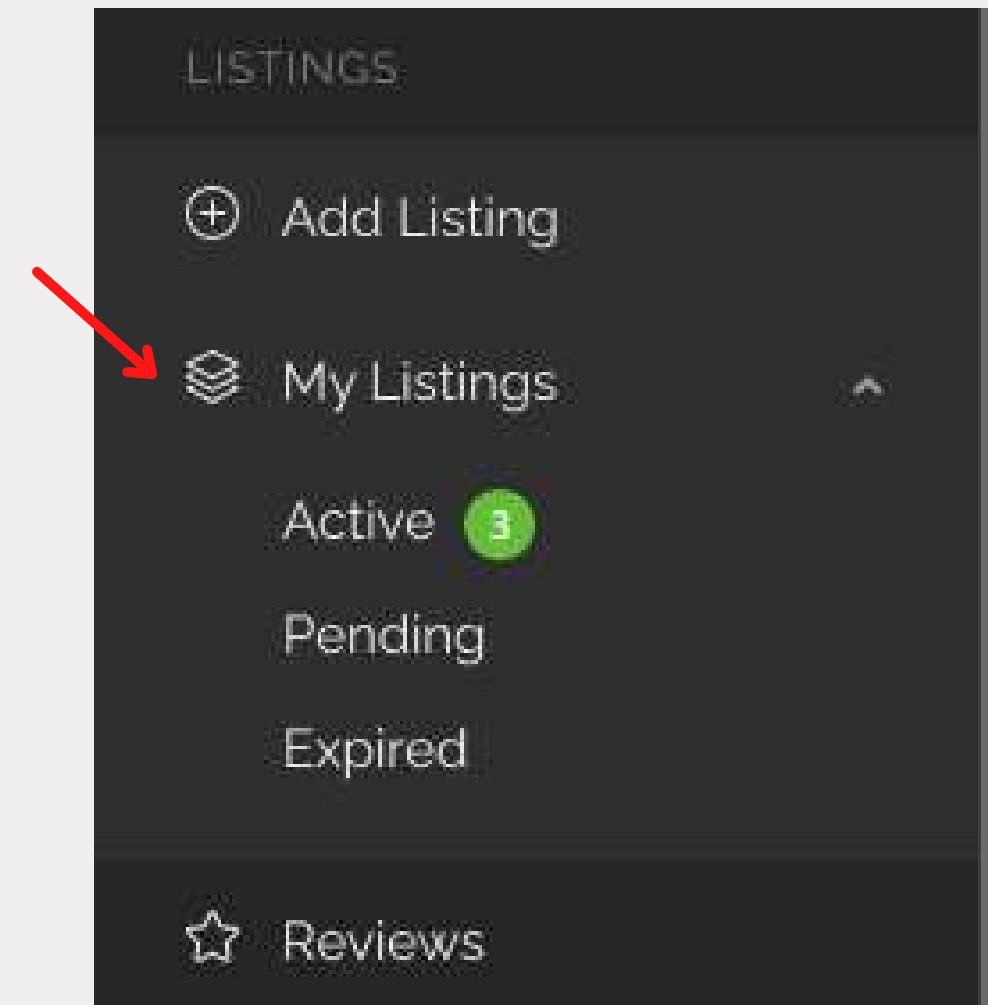 LISTINGS
Add Listing
My Listings
Active 3
Pending
Expired
Reviews